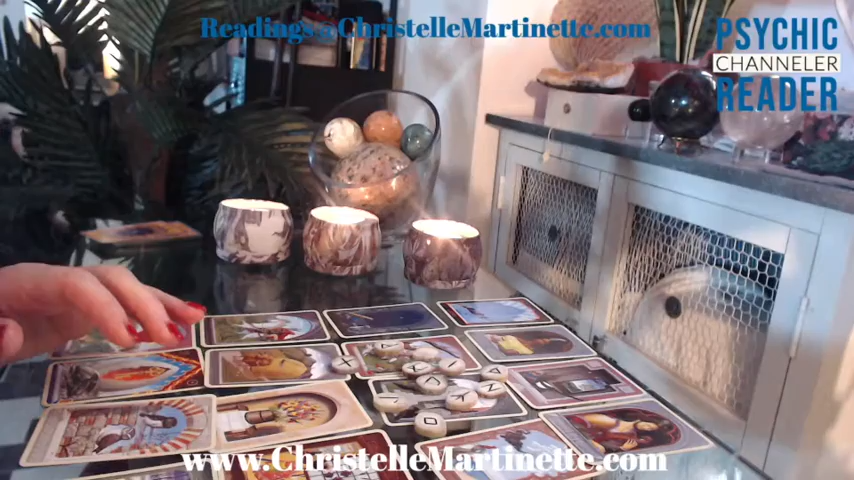 Readings@ChristelleMartinette.com
PSYCHIC
CHANNELER
READER
www.ChristelleMartinette.com